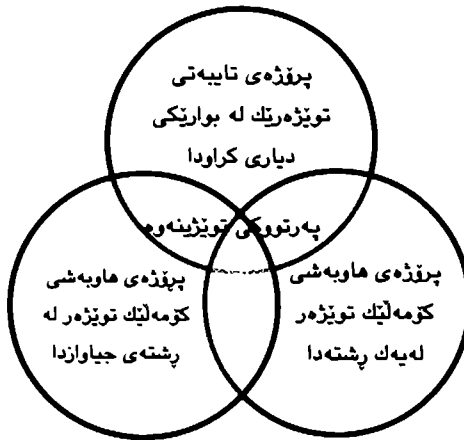 پرۆژەی تایبەتی
توێژەرێك لە بوارێكی
دیاری كراودا
پەرتووكی توێژینەوە
پرۆژەی هاوبەشی
كۆمەڵێك توێژەر
لەیەك ڕشتەدا
پرۆژەی هاوبەشی
كۆمەڵێك توێژەر لە
ڕشتەی جیاوازدا